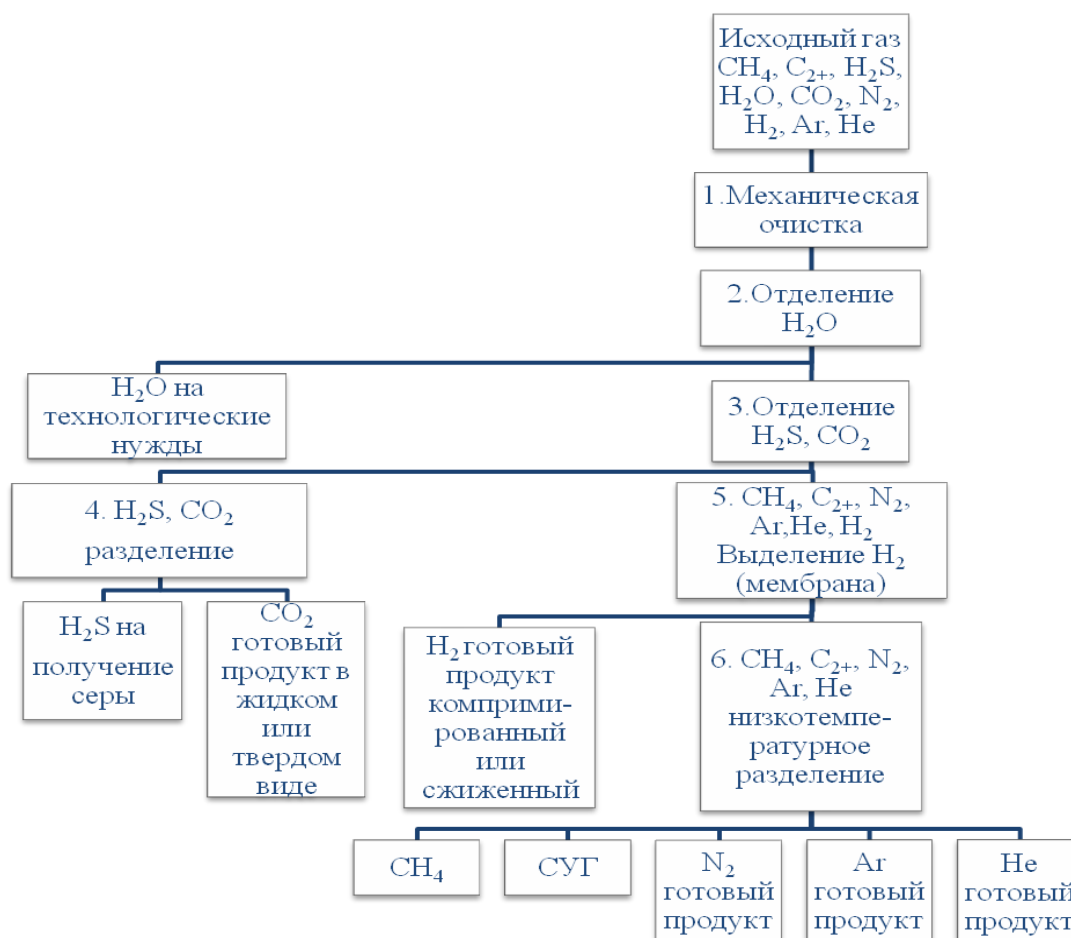 Исходный газ
CH₄, C₂₊, H₂S,
H₂O, CO₂, N₂,
H₂, Ar, He
1.Механическая
очистка
2.Отделение
H₂O
H₂O на
технологические
нужды
3.Отделение
H₂S, CO₂
4. H₂S, CO₂
разделение
5. CH₄, C₂₊, N₂,
Ar,He, H₂
Выделение H₂
(мембрана)
H₂S на
получение
серы
CO₂
готовый
продукт в
жидком
или
твердом
виде
H₂ готовый
продукт
компримі-
рованный
или
сжиженный
6. CH₄, C₂₊, N₂,
Ar, He
низкотемпе-
ратурное
разделение
CH₄
СУГ
N₂
готовый
продукт
Ar
готовый
продукт
He
готовый
продукт